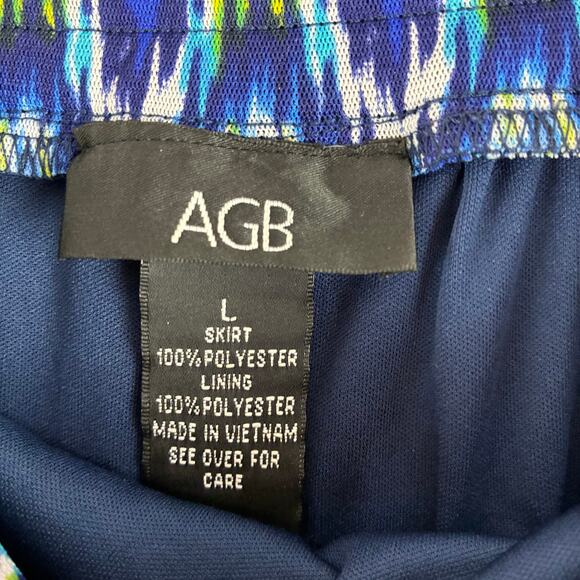 AGB
L
SKIRT
100%POLYESTER
LINING
100%POLYESTER
MADE IN VIETNAM
SEE OVER FOR
CARE